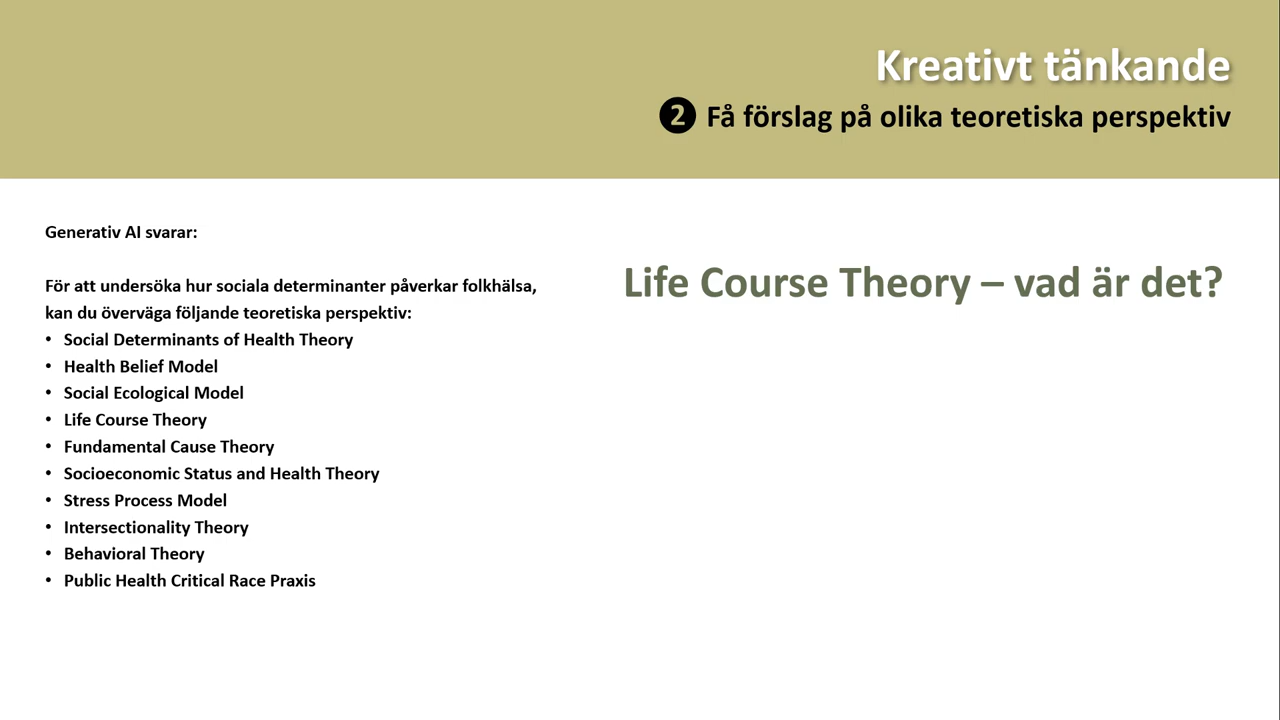 Kreativt tänkande
❷ Få förslag på olika teoretiska perspektiv
Generativ AI svarar:
För att undersöka hur sociala determinanter påverkar folkhälsa,
kan du överväga följande teoretiska perspektiv:
• Social Determinants of Health Theory
• Health Belief Model
• Social Ecological Model
• Life Course Theory
• Fundamental Cause Theory
• Socioeconomic Status and Health Theory
• Stress Process Model
• Intersectionality Theory
• Behavioral Theory
• Public Health Critical Race Praxis
Life Course Theory – vad är det?